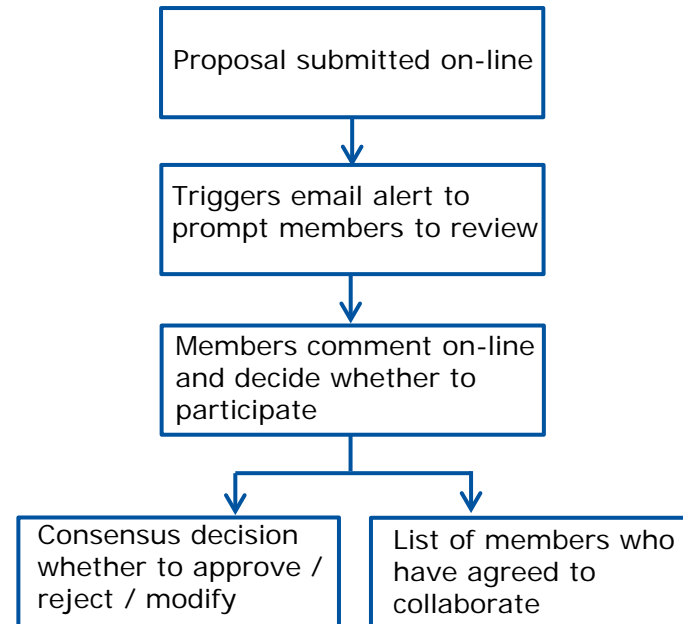 Proposal submitted on-line
Triggers email alert to
prompt members to review
Members comment on-line
and decide whether to
participate
Consensus decision
whether to approve /
reject / modify
List of members who
have agreed to
collaborate